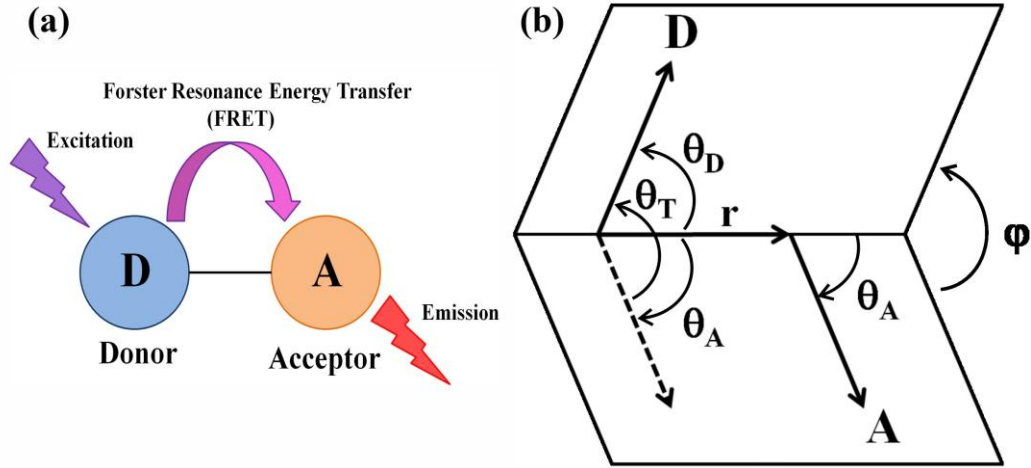 (a)
Forster Resonance Energy Transfer
(FRET)
Excitation
D
A
Emission
Donor
Acceptor
(b)
D
θD
θT
r
φ
θA
θA
A